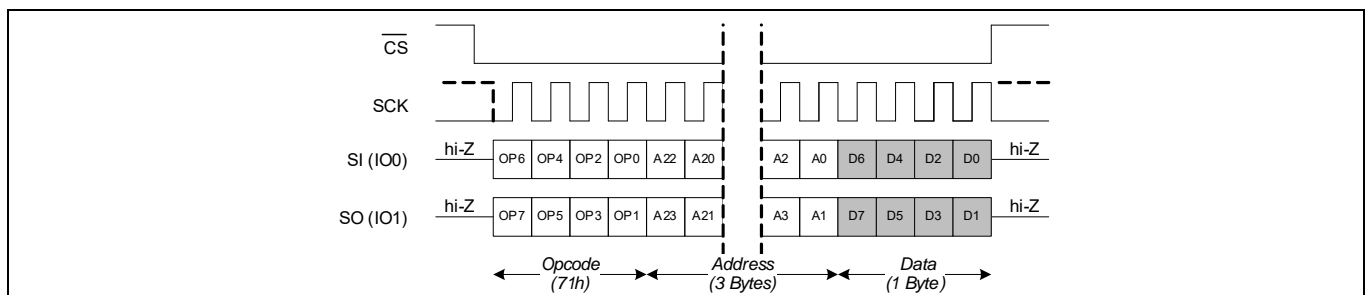 CS
SCK
SI (IO0) hi-Z OP6 OP4 OP2 OP0 A22 A20 A2 A0 D6 D4 D2 D0 hi-Z
SO (IO1) hi-Z OP7 OP5 OP3 OP1 A23 A21 A3 A1 D7 D5 D3 D1 hi-Z
Opcode Address Data
(71h) (3 Bytes) (1 Byte)